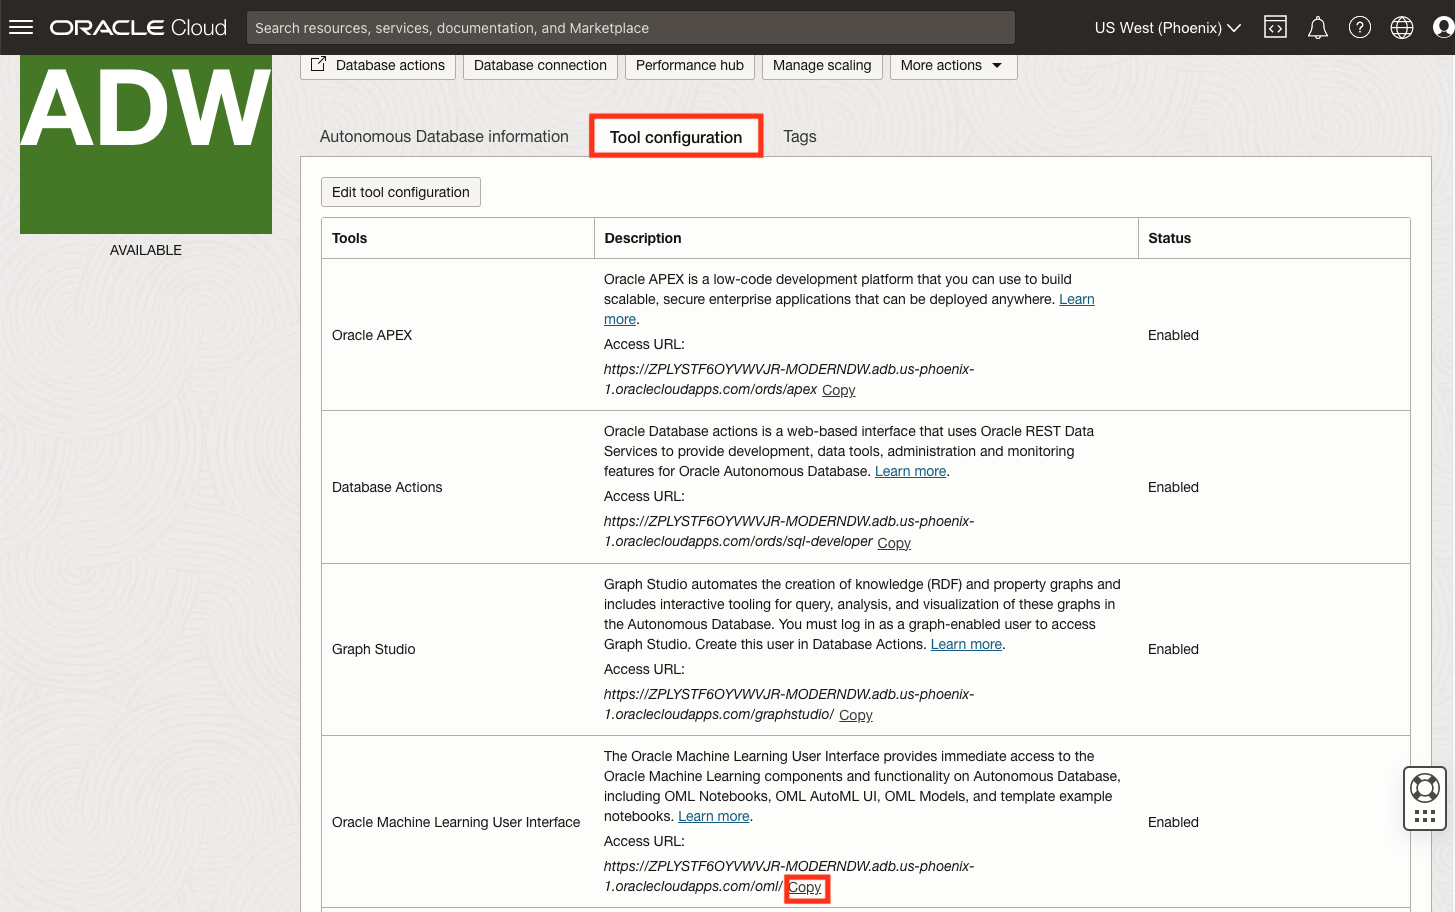 ORACLE Cloud
Search resources, services, documentation, and Marketplace
US West (Phoenix)
ADW
AVAILABLE
Database actions
Database connection
Performance hub
Manage scaling
More actions
Autonomous Database information
Tool configuration
Tags
Edit tool configuration
Tools
Description
Status
Oracle APEX
Oracle APEX is a low-code development platform that you can use to build
scalable, secure enterprise applications that can be deployed anywhere. Learn
more.
Access URL:
https://ZPLYSTF6OYVWVJR-MODERNDW.adb.us-phoenix-
1.oraclecloudapps.com/ords/apex Copy
Enabled
Database Actions
Oracle Database actions is a web-based interface that uses Oracle REST Data
Services to provide development, data tools, administration and monitoring
features for Oracle Autonomous Database. Learn more.
Access URL:
https://ZPLYSTF6OYVWVJR-MODERNDW.adb.us-phoenix-
1.oraclecloudapps.com/ords/sql-developer Copy
Enabled
Graph Studio
Graph Studio automates the creation of knowledge (RDF) and property graphs and
includes interactive tooling for query, analysis, and visualization of these graphs in
the Autonomous Database. You must log in as a graph-enabled user to access
Graph Studio. Create this user in Database Actions. Learn more.
Access URL:
https://ZPLYSTF6OYVWVJR-MODERNDW.adb.us-phoenix-
1.oraclecloudapps.com/graphstudio/ Copy
Enabled
Oracle Machine Learning User Interface
The Oracle Machine Learning User Interface provides immediate access to the
Oracle Machine Learning components and functionality on Autonomous Database,
including OML Notebooks, OML AutoML UI, OML Models, and template example
notebooks. Learn more.
Access URL:
https://ZPLYSTF6OYVWVJR-MODERNDW.adb.us-phoenix-
1.oraclecloudapps.com/oml/ Copy
Enabled